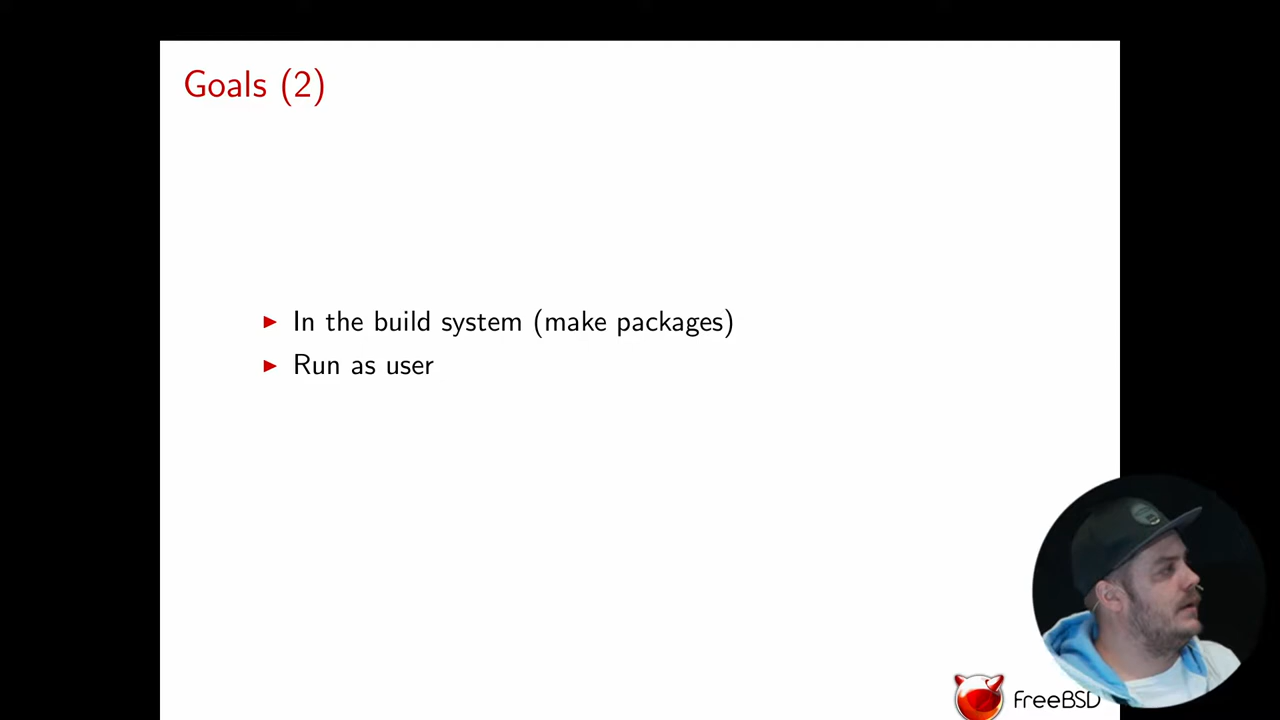 Goals (2)
In the build system (make packages)
Run as user
FreeBSD